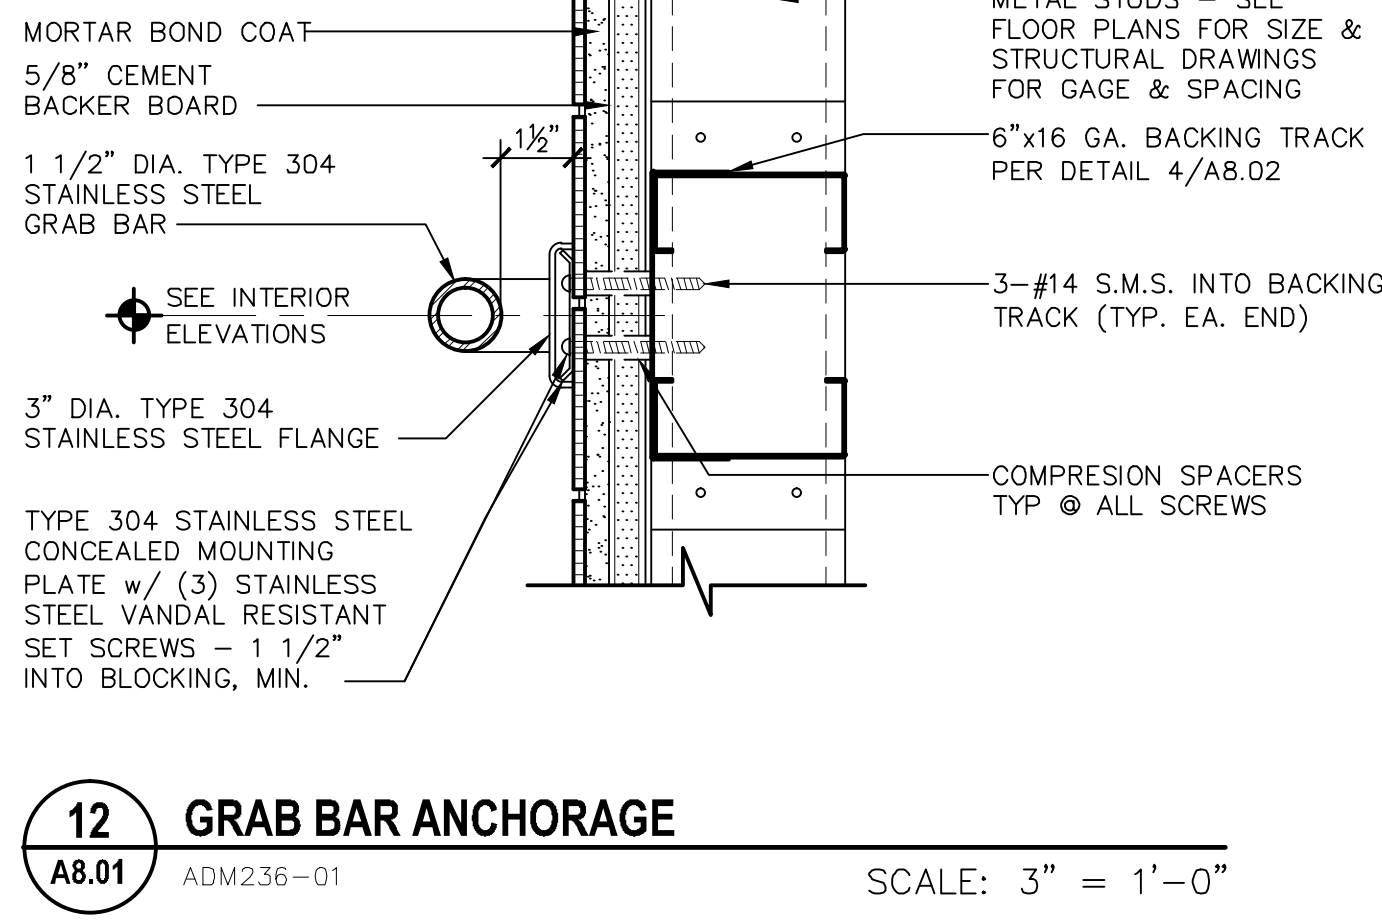 MORTAR BOND COAT
5/8" CEMENT
BACKER BOARD
1 1/2" DIA. TYPE 304
STAINLESS STEEL
GRAB BAR
1½"
SEE INTERIOR
ELEVATIONS
3" DIA. TYPE 304
STAINLESS STEEL FLANGE
TYPE 304 STAINLESS STEEL
CONCEALED MOUNTING
PLATE w/ (3) STAINLESS
STEEL VANDAL RESISTANT
SET SCREWS – 1 1/2"
INTO BLOCKING, MIN.
METAL STUDS – SEE
FLOOR PLANS FOR SIZE &
STRUCTURAL DRAWINGS
FOR GAGE & SPACING
6"x16 GA. BACKING TRACK
PER DETAIL 4/A8.02
3–#14 S.M.S. INTO BACKING
TRACK (TYP. EA. END)
COMPRESION SPACERS
TYP @ ALL SCREWS
12
A8.01
GRAB BAR ANCHORAGE
ADM236–01
SCALE: 3" = 1'–0"